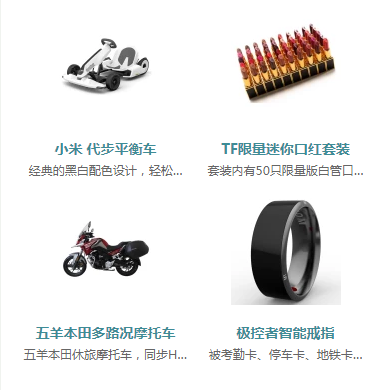 小米 代步平衡车
经典的黑白配色设计，轻松...
TF限量迷你口红套装
套装内有50只限量版白管口...
五羊本田多路况摩托车
五羊本田休旅摩托车，同步H...
极控者智能戒指
被考勤卡、停车卡、地铁卡...